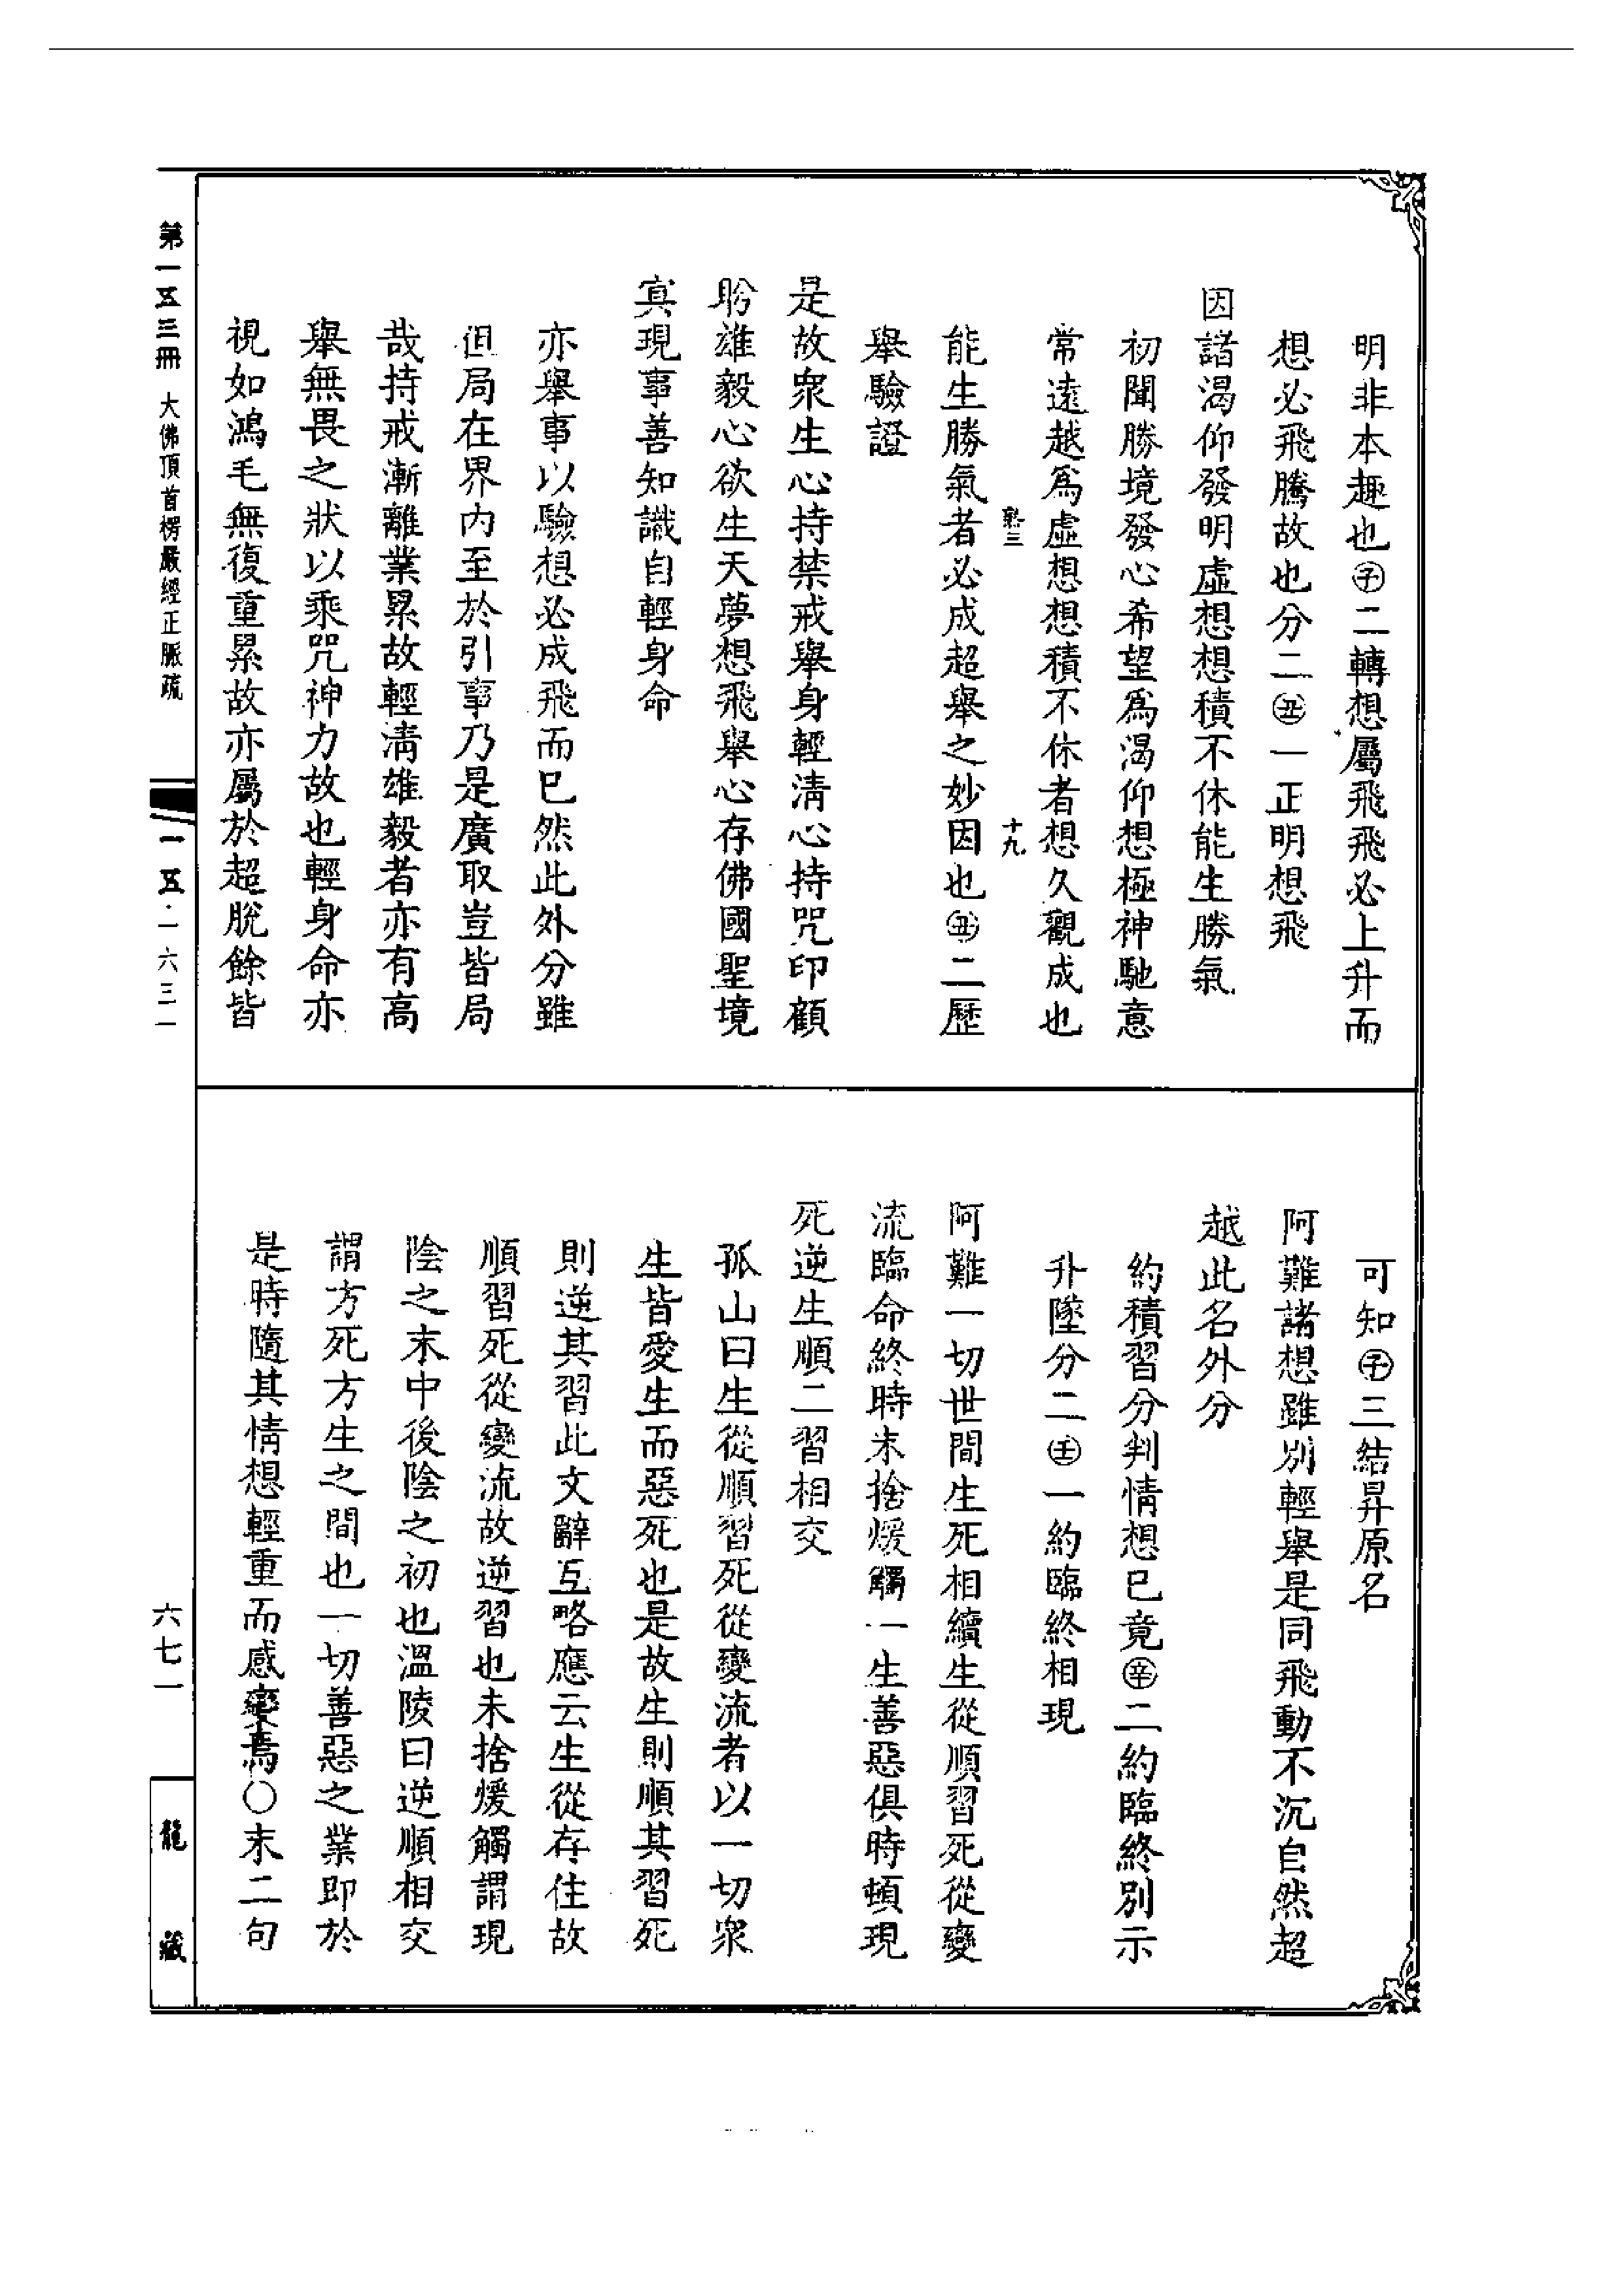 明非本趣也㊋二轉想屬飛飛必上升而
想必飛騰故也分二㊄一正明想飛
因諸渴仰發明虛想想積不休能生勝氣
初聞勝境發心希望爲渴仰想極神馳意
常遠越爲虛想想積不休者想久觀成也
三
十九
能生勝氣者必成超舉之妙因也丑二歷
舉驗證
是故衆生心持禁戒舉身輕淸心持咒印顧
盻雄毅心欲生天夢想飛舉心存佛國聖境
冥現事善知識自輕身命
亦舉事以驗想必成飛而已然此外分雖
但局在界內至於引事乃是廣取豈皆局
哉持戒漸離業累故輕淸雄毅者亦有高
舉無畏之狀以乘咒神力故也輕身命亦
視如鴻毛無復重累故亦屬於超脫餘皆
可知子三結昇原名
阿難諸想雖別輕舉是同飛動不沉自然超
越此名外分
約積習分判情想已竟辛二約臨終別示
升墜分二壬一約臨終相現
阿難一切世間生死相續生從順習死從變
流臨命終時未捨煖觸一生善惡俱時頓現
死逆生順二習相交
孤山曰生從順習死從變流者以一切衆
生皆愛生而惡死也是故生則順其習死
則逆其習此文辭互略應云生從存住故
順習死從變流故逆習也未捨煖觸謂現
陰之末中後陰之初也溫陵曰逆順相交
謂方死方生之間也一切善惡之業即於
是時隨其情想輕重而感變焉〇末二句
第一五三冊 大佛頂首楞嚴經正脈疏
一五·一六三一
六七一
龍藏